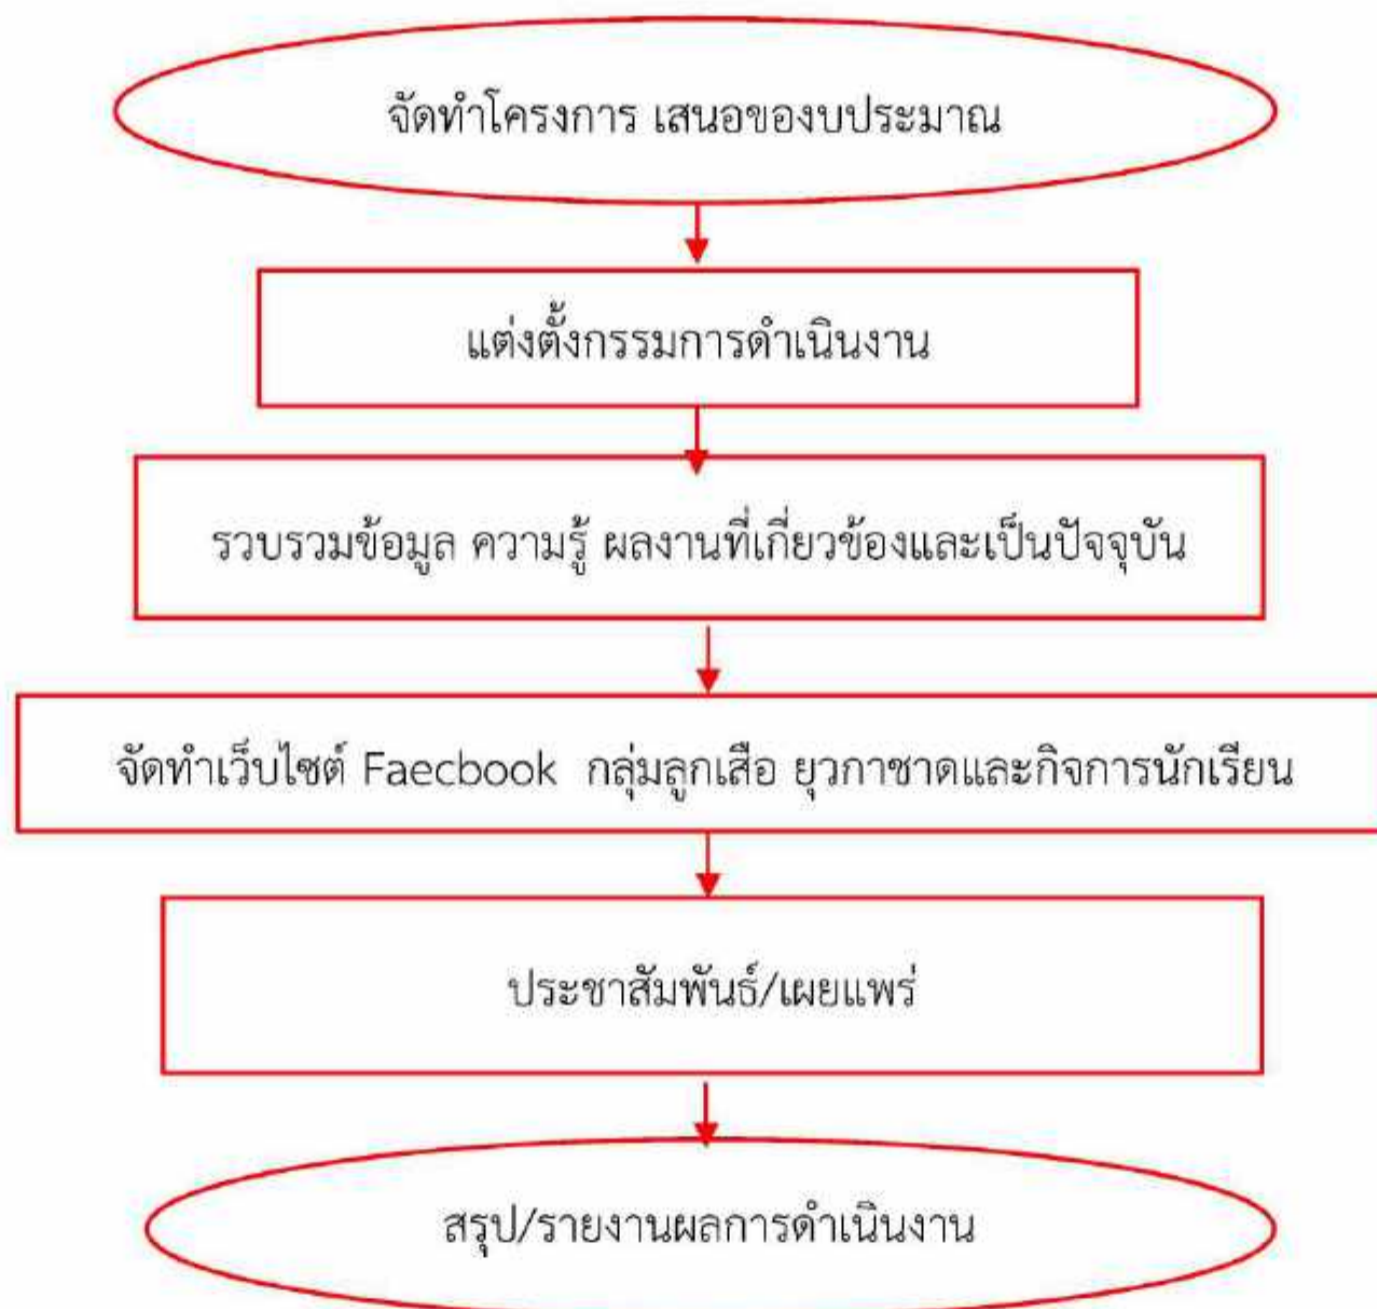 จัดทำโครงการ เสนอของบประมาณ
แต่งตั้งกรรมการดำเนินงาน
รวบรวมข้อมูล ความรู้ ผลงานที่เกี่ยวข้องและเป็นปัจจุบัน
จัดทำเว็บไซต์ Faecbook กลุ่มลูกเสือ ยุวกาชาดและกิจการนักเรียน
ประชาสัมพันธ์/เผยแพร่
สรุป/รายงานผลการดำเนินงาน